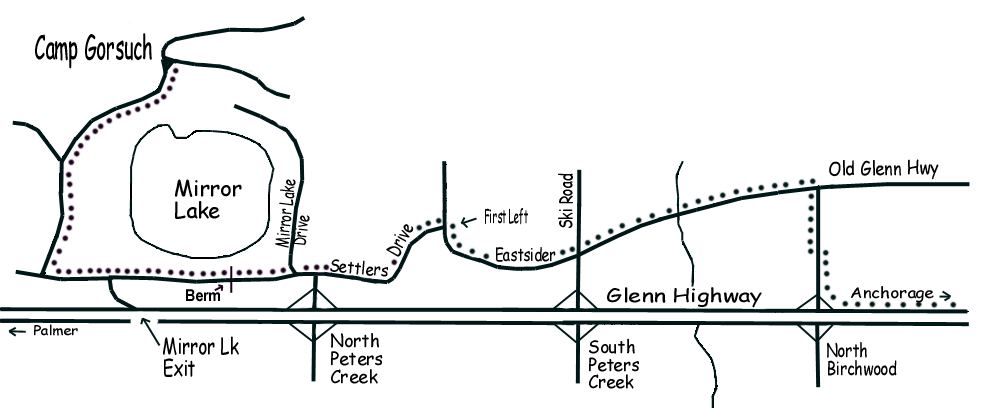 Camp Gorsuch
Mirror
Lake
Mirror Lake
Drive
Old Glenn Hwy
Ski Road
First Left
Drive
Settlers
Eastsider
Berm
Glenn Highway
Anchorage
Palmer
Mirror Lk
Exit
North
Peters
Creek
South
Peters
Creek
North
Birchwood